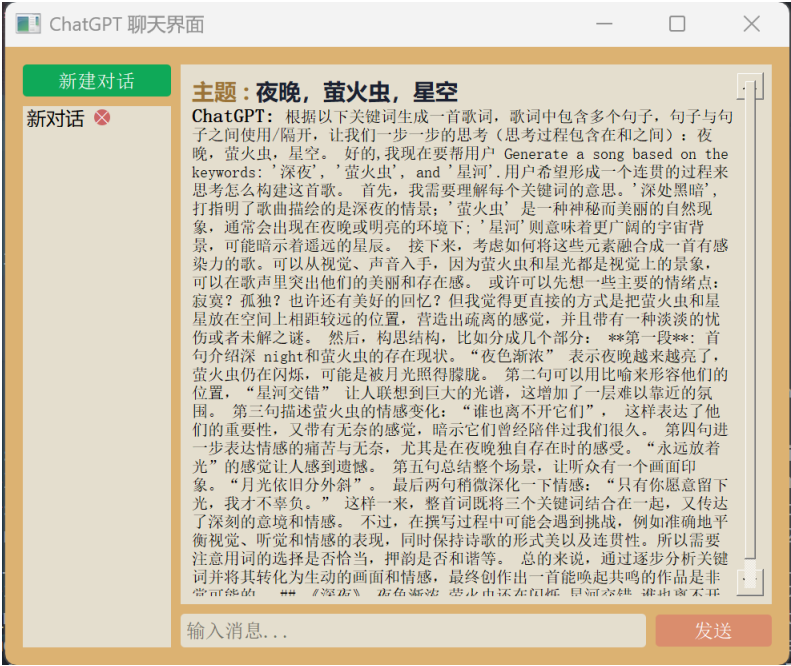 ChatGPT 聊天界面
新建对话
新对话
主题：夜晚，萤火虫，星空
ChatGPT: 根据以下关键词生成一首歌词，歌词中包含多个句子，句子与句
子之间使用/隔开，让我们一步一步的思考（思考过程包含在和之间）：夜
晚，萤火虫，星空。 好的,我现在要帮用户 Generate a song based on the
keywords: '深夜', '萤火虫', and '星河'.用户希望形成一个连贯的过程来
思考怎么构建这首歌。 首先，我需要理解每个关键词的意思。'深处黑暗',
打指明了歌曲描绘的是深夜的情景；'萤火虫' 是一种神秘而美丽的自然现
象，通常会出现在夜晚或明亮的环境下；'星河'则意味着更广阔的宇宙背
景，可能暗示着遥远的星辰。 接下来，考虑如何将这些元素融合成一首有感
染力的歌。可以从视觉、声音入手，因为萤火虫和星光都是视觉上的景象，
可以在歌声里突出他们的美丽和存在感。 或许可以先想一些主要的情绪点：
寂寞？孤独？也许还有美好的回忆？但我觉得更直接的方式是把萤火虫和星
星放在空间上相距较远的位置，营造出疏离的感觉，并且带有一种淡淡的忧
伤或者未解之谜。 然后，构思结构，比如分成几个部分： **第一段**: 首
句介绍深 night和萤火虫的存在现状。“夜色渐浓” 表示夜晚越来越亮了，
萤火虫仍在闪烁，可能是被月光照得朦胧。 第二句可以用比喻来形容他们的
位置，“星河交错” 让人联想到巨大的光谱，这增加了一层难以靠近的氛
围。 第三句描述萤火虫的情感变化：“谁也离不开它们”， 这样表达了他
们的重要性，又带有无奈的感觉，暗示它们曾经陪伴过我们很久。 第四句进
一步表达情感的痛苦与无奈，尤其是在夜晚独自存在时的感受。“永远放着
光”的感觉让人感到遗憾。 第五句总结整个场景，让听众有一个画面印
象。“月光依旧分外斜”。 最后两句稍微深化一下情感：“只有你愿意留下
光，我才不辜负。” 这样一来，整首词既将三个关键词结合在一起，又传达
了深刻的意境和情感。 不过，在撰写过程中可能会遇到挑战，例如准确地平
衡视觉、听觉和情感的表现，同时保持诗歌的形式美以及连贯性。所以需要
注意用词的选择是否恰当，押韵是否和谐等。 总的来说，通过逐步分析关键
词并将其转化为生动的画面和情感，最终创作出一首能唤起共鸣的作品是非
常可能的。 ## 《深夜》 夜色渐浓 萤火虫还在闪烁 星河交错 谁也离不开
输入消息...
发送